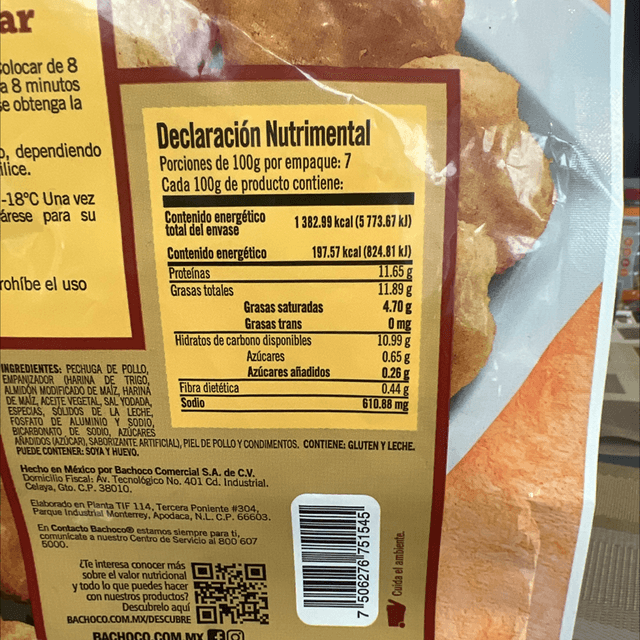 ar
olocar de 8
a 8 minutos
se obtenga la
o, dependiendo
ilice.
-18°C Una vez
árese para su
rohíbe el uso
Declaración Nutrimental
Porciones de 100g por empaque: 7
Cada 100g de producto contiene:
Contenido energético
total del envase 1 382.99 kcal (5 773.67 kJ)
Contenido energético 197.57 kcal (824.81 kJ)
Proteínas 11.65 g
Grasas totales 11.89 g
Grasas saturadas 4.70 g
Grasas trans 0 mg
Hidratos de carbono disponibles 10.99 g
Azúcares 0.65 g
Azúcares añadidos 0.26 g
Fibra dietética 0.44 g
Sodio 610.88 mg
INGREDIENTES: PECHUGA DE POLLO,
EMPANIZADOR (HARINA DE TRIGO,
ALMIDÓN MODIFICADO DE MAÍZ, HARINA
DE MAÍZ, ACEITE VEGETAL, SAL YODADA,
ESPECIAS, SÓLIDOS DE LA LECHE,
FOSFATO DE ALUMINIO Y SODIO,
BICARBONATO DE SODIO, AZÚCARES
AÑADIDOS (AZÚCAR), SABORIZANTE ARTIFICIAL), PIEL DE POLLO Y CONDIMENTOS. CONTIENE: GLUTEN Y LECHE.
PUEDE CONTENER: SOYA Y HUEVO.
Hecho en México por Bachoco Comercial S.A. de C.V.
Domicilio Fiscal: Av. Tecnológico No. 401 Cd. Industrial.
Celaya, Gto. C.P. 38010.
Elaborado en Planta TIF 114, Tercera Poniente #304,
Parque Industrial Monterrey, Apodaca, N.L. C.P. 66603.
En Contacto Bachoco® estamos siempre para ti,
comunícate a nuestro Centro de Servicio al 800 607
5000.
¿Te interesa conocer más
sobre el valor nutricional
y todo lo que puedes hacer
con nuestros productos?
Descúbrelo aquí
BACHOCO.COM.MX/DESCUBRE
BACHOCO.COM.MX
7 506276 751545
Cuida el ambiente.